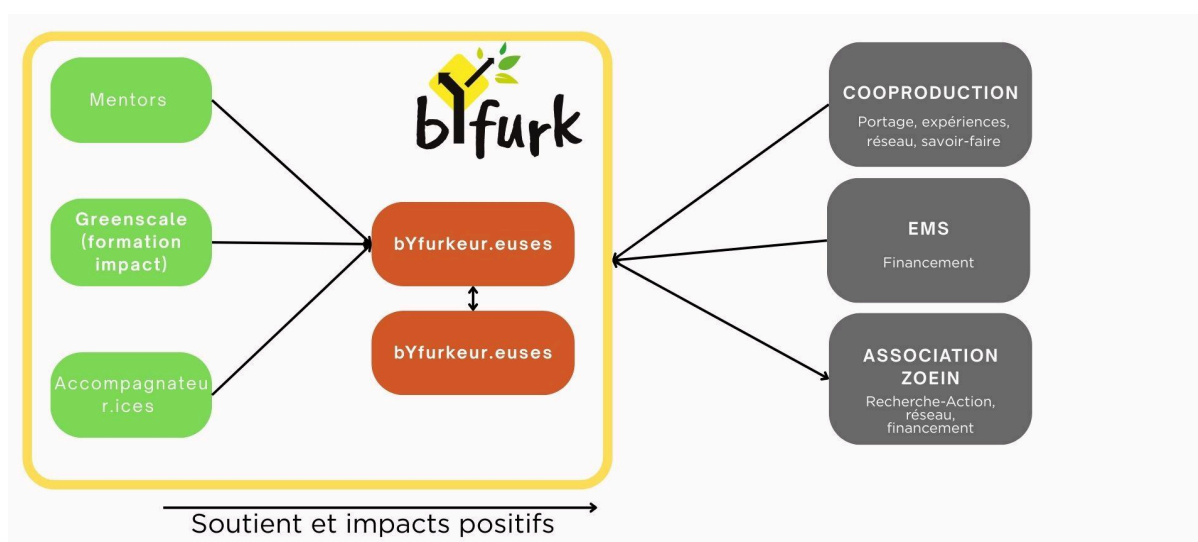 Mentors
Greenscale
(formation
impact)
Accompagnateu
r.ices
bYfurk
bYfurkeur.euses
bYfurkeur.euses
COOPRODUCTION
Portage, expériences,
réseau, savoir-faire
EMS
Financement
ASSOCIATION
ZOEIN
Recherche-Action,
réseau,
financement
Soutient et impacts positifs